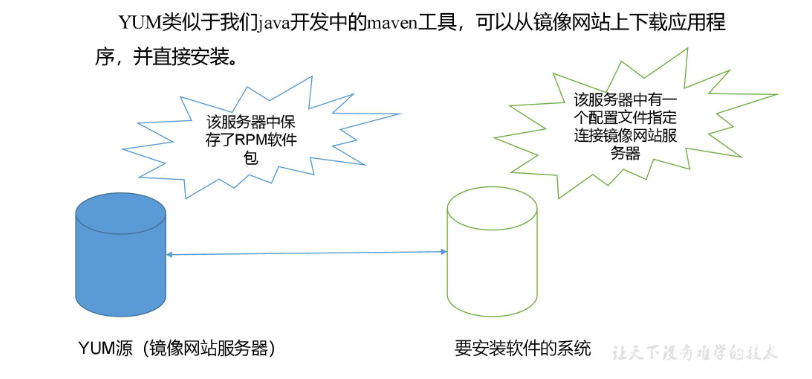 YUM类似于我们java开发中的maven工具，可以从镜像网站上下载应用程
序，并直接安装。
该服务器中保
存了RPM软件
包
该服务器中有一
个配置文件指定
连接镜像网站服
务器
YUM源（镜像网站服务器）
要安装软件的系统
让天下没有难学的技术